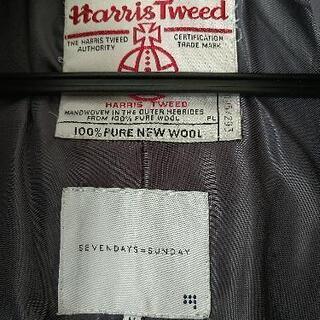 Harris Tweed
THE HARRIS TWEED CERTIFICATION
AUTHORITY TRADE MARK
HARRIS TWEED
HANDWOVEN IN THE OUTER HEBRIDES
FROM 100% PURE WOOL PL
100% PURE NEW WOOL
SEVENDAYS=SUNDAY